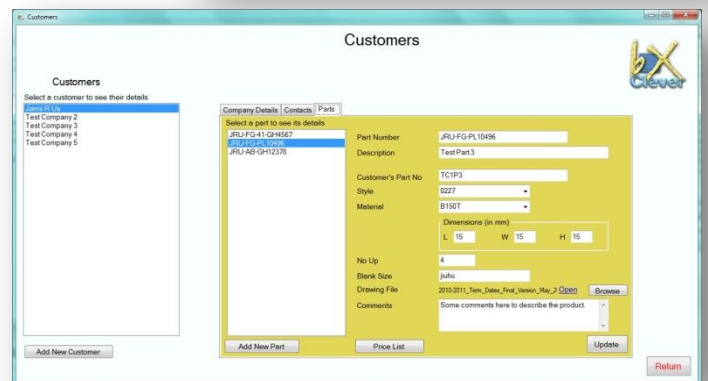 Customers
Customers
bX
Clever
Customers
Select a customer to see their details
Jams R Us
Test Company 2
Test Company 3
Test Company 4
Test Company 5
Add New Customer
Company Details Contacts Parts
Select a part to see its details
JRU-FG-41-GH4567
JRU-FG-PL10496
JRU-AB-GH12378
Part Number JRU-FG-PL10496
Description Test Part 3
Customer's Part No TC1P3
Style 0227
Material B150T
Dimensions (in mm)
L 15 W 15 H 15
No Up 4
Blank Size jiuhu
Drawing File 2010-2011_Term_Dates_Final_Version_May_2 Open Browse
Comments Some comments here to describe the product.
Add New Part Price List Update
Return